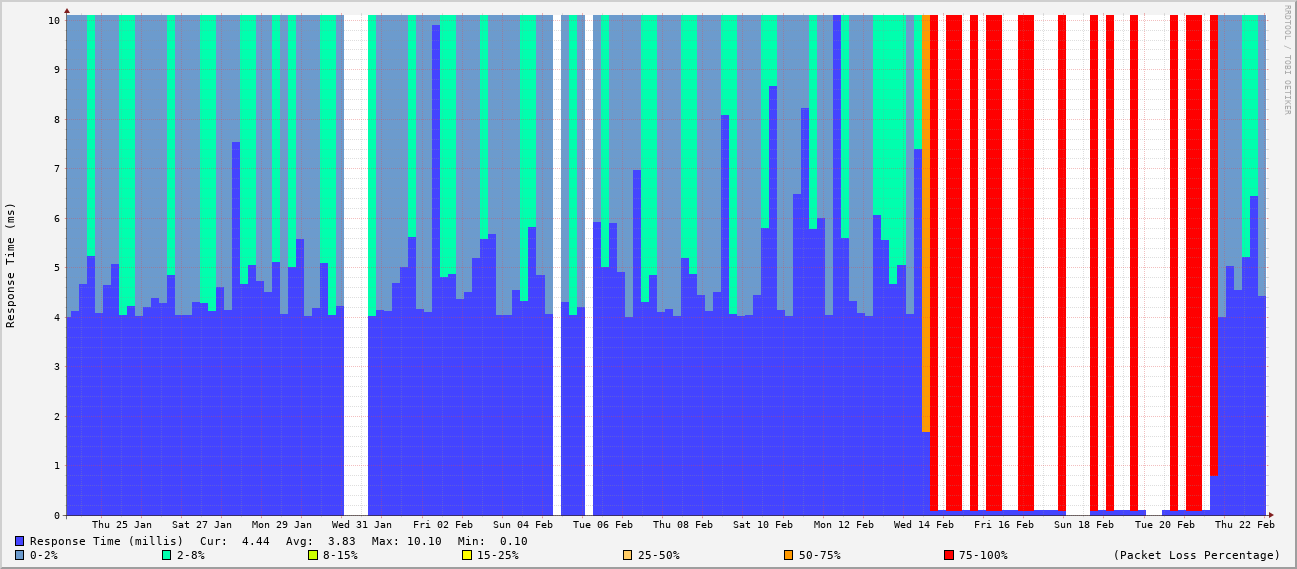 RRDTOOL / TOBI OETIKER
Response Time (ms)
10
9
8
7
6
5
4
3
2
1
0
Thu 25 Jan Sat 27 Jan Mon 29 Jan Wed 31 Jan Fri 02 Feb Sun 04 Feb Tue 06 Feb Thu 08 Feb Sat 10 Feb Mon 12 Feb Wed 14 Feb Fri 16 Feb Sun 18 Feb Tue 20 Feb Thu 22 Feb
Response Time (millis) Cur: 4.44 Avg: 3.83 Max: 10.10 Min: 0.10
0-2% 2-8% 8-15% 15-25% 25-50% 50-75% 75-100% (Packet Loss Percentage)